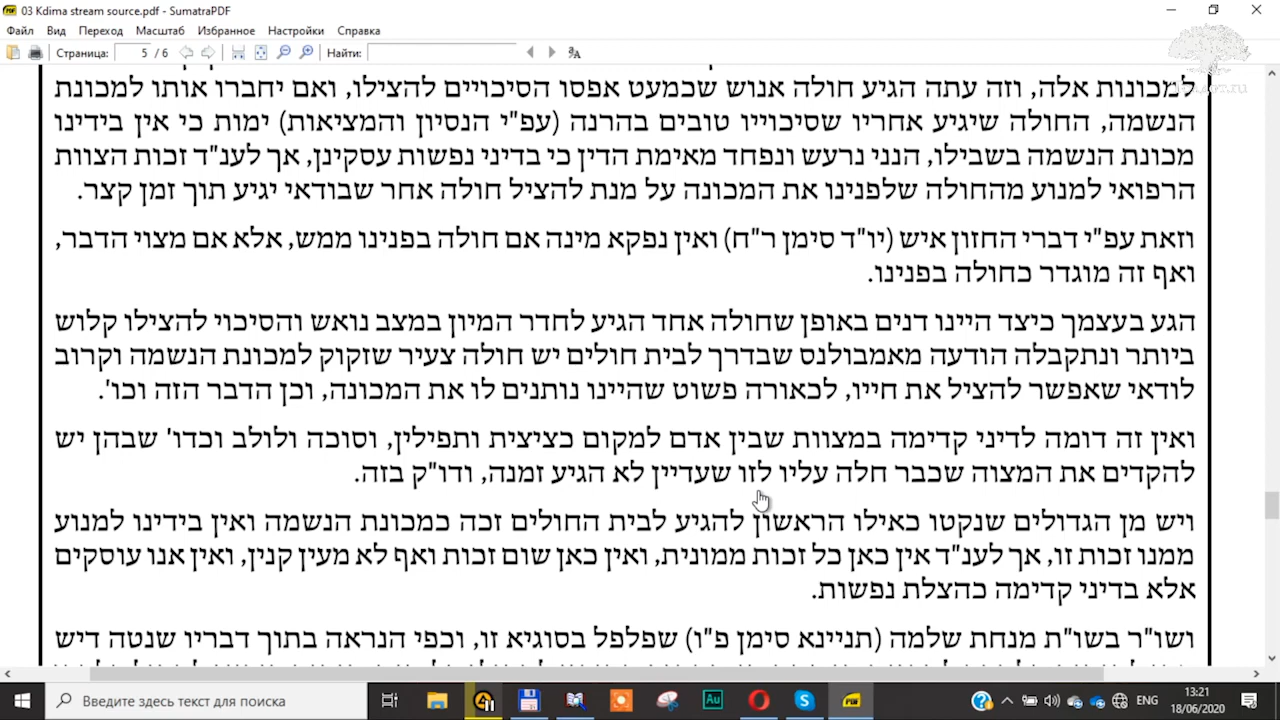 03 Kdima stream source.pdf - SumatraPDF
Файл Вид Переход Масштаб Избранное Настройки Справка
Страница: 5 / 6 Найти:
למכונות אלה, וזה עתה הגיע חולה אנוש שכמעט אפסו הסיכויים להצילו, ואם יחברו אותו למכונת
הנשמה, החולה שיגיע אחריו שסיכוייו טובים בהרנה (עפ"י הנסיון והמציאות) ימות כי אין בידינו
מכונת הנשמה בשבילו, הנני נרעש ונפחד מאימת הדין כי בדיני נפשות עסקינן, אך לענ"ד זכות הצוות
הרפואי למנוע מהחולה שלפנינו את המכונה על מנת להציל חולה אחר שבודאי יגיע תוך זמן קצר.
וזאת עפ"י דברי החזון איש (יו"ד סימן ר"ח) ואין נפקא מינה אם חולה בפנינו ממש, אלא אם מצוי הדבר,
ואף זה מוגדר כחולה בפנינו.
הגע בעצמך כיצד היינו דנים באופן שחולה אחד הגיע לחדר המיון במצב נואש והסיכוי להצילו קלוש
ביותר ונתקבלה הודעה מאמבולנס שבדרך לבית חולים יש חולה צעיר שזקוק למכונת הנשמה וקרוב
לודאי שאפשר להציל את חייו, לכאורה פשוט שהיינו נותנים לו את המכונה, וכן הדבר הזה וכו'.
ואין זה דומה לדיני קדימה במצוות שבין אדם למקום כציצית ותפילין, וסוכה ולולב וכדו' שבהן יש
להקדים את המצוה שכבר חלה עליו לזו שעדיין לא הגיע זמנה, ודו"ק בזה.
ויש מן הגדולים שנקטו כאילו הראשון להגיע לבית החולים זכה כמכונת הנשמה ואין בידינו למנוע
ממנו זכות זו, אך לענ"ד אין כאן כל זכות ממונית, ואין כאן שום זכות ואף לא מעין קנין, ואין אנו עוסקים
אלא בדיני קדימה כהצלת נפשות.
ושו"ר בשו"ת מנחת שלמה (תניינא סימן פ"ו) שפלפל בסוגיא זו, וכפי הנראה בתוך דבריו שנטה דיש
Введите здесь текст для поиска
ENG
13:21
18/06/2020